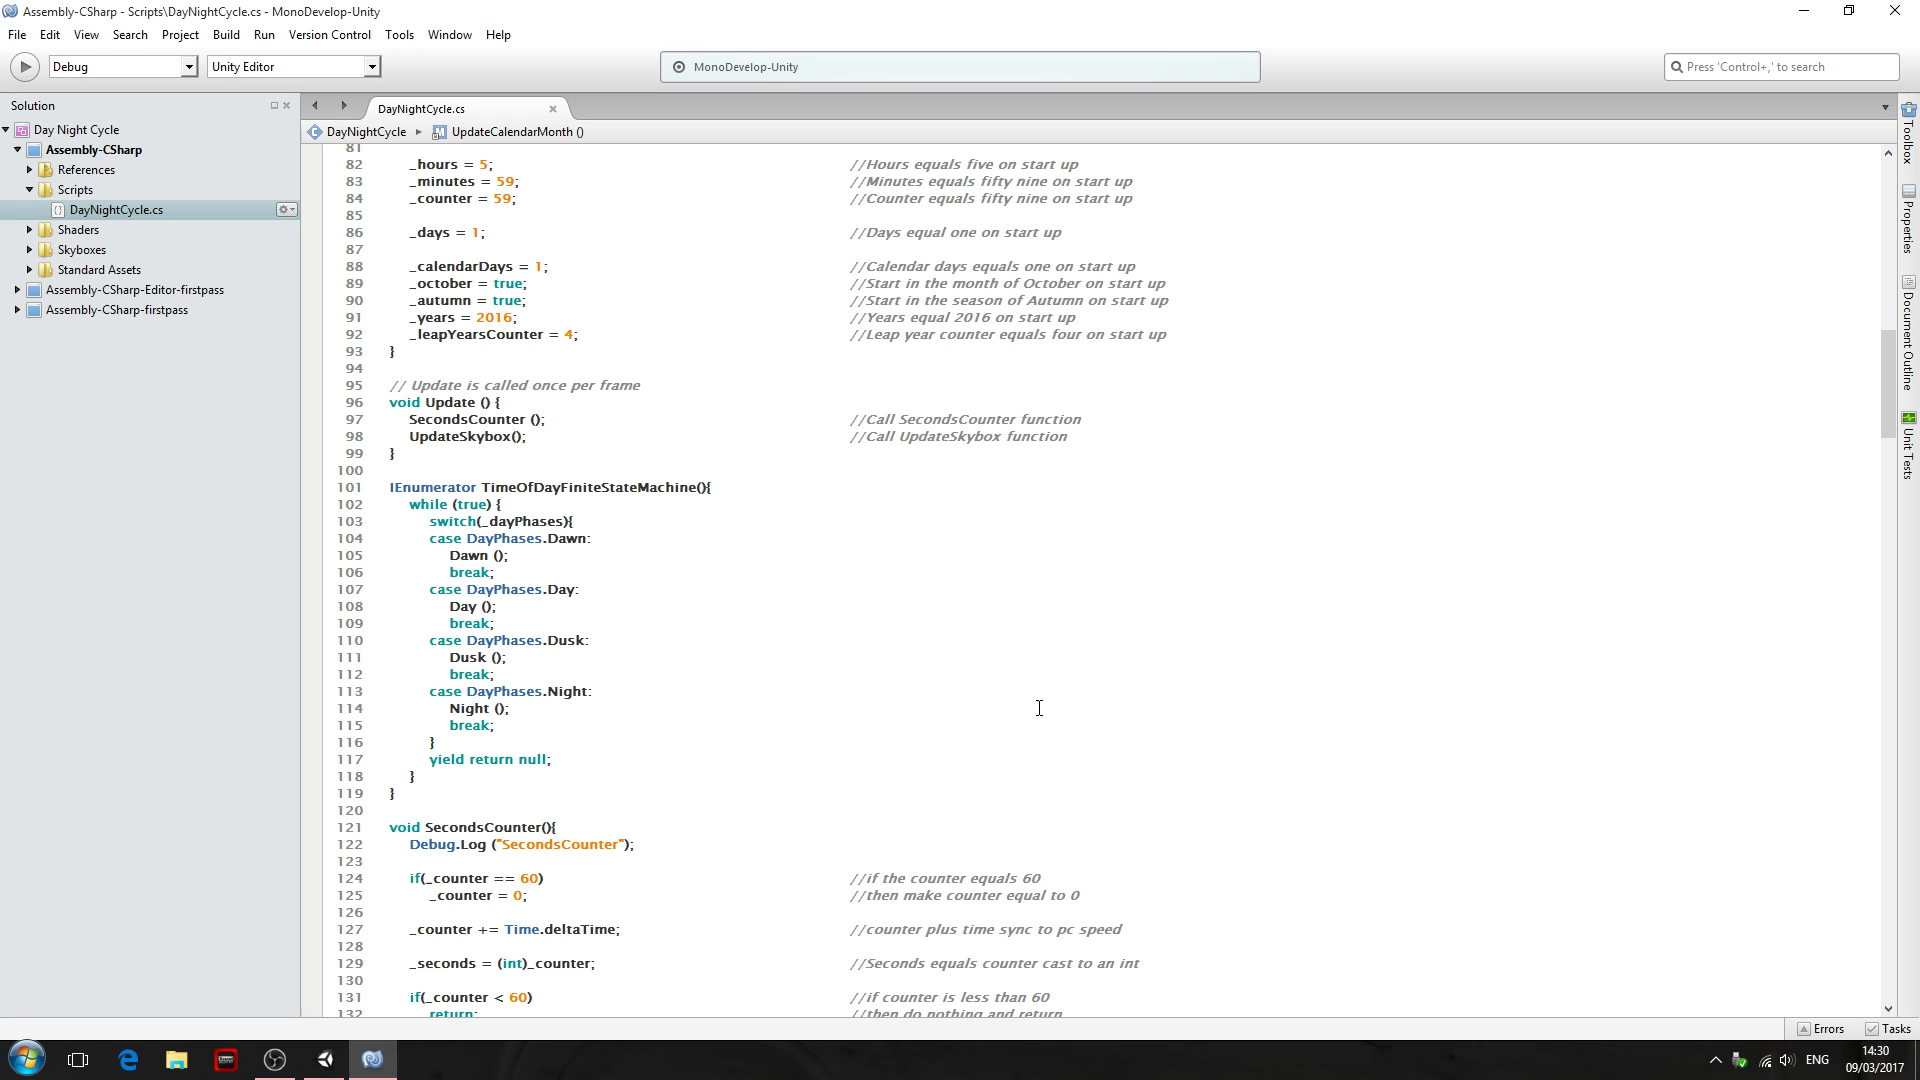 Assembly-CSharp - Scripts\DayNightCycle.cs - MonoDevelop-Unity
File Edit View Search Project Build Run Version Control Tools Window Help
Debug Unity Editor MonoDevelop-Unity Press 'Control+,' to search
Solution
Day Night Cycle
Assembly-CSharp
References
Scripts
DayNightCycle.cs
Shaders
Skyboxes
Standard Assets
Assembly-CSharp-Editor-firstpass
Assembly-CSharp-firstpass
DayNightCycle.cs
DayNightCycle UpdateCalendarMonth ()
81
82 _hours = 5; //Hours equals five on start up
83 _minutes = 59; //Minutes equals fifty nine on start up
84 _counter = 59; //Counter equals fifty nine on start up
85
86 _days = 1; //Days equal one on start up
87
88 _calendarDays = 1; //Calendar days equals one on start up
89 _october = true; //Start in the month of October on start up
90 _autumn = true; //Start in the season of Autumn on start up
91 _years = 2016; //Years equal 2016 on start up
92 _leapYearsCounter = 4; //Leap year counter equals four on start up
93 }
94
95 // Update is called once per frame
96 void Update () {
97 SecondsCounter (); //Call SecondsCounter function
98 UpdateSkybox(); //Call UpdateSkybox function
99 }
100
101 IEnumerator TimeOfDayFiniteStateMachine(){
102 while (true) {
103 switch(_dayPhases){
104 case DayPhases.Dawn:
105 Dawn ();
106 break;
107 case DayPhases.Day:
108 Day ();
109 break;
110 case DayPhases.Dusk:
111 Dusk ();
112 break;
113 case DayPhases.Night:
114 Night ();
115 break;
116 }
117 yield return null;
118 }
119 }
120
121 void SecondsCounter(){
122 Debug.Log ("SecondsCounter");
123
124 if(_counter == 60) //if the counter equals 60
125 _counter = 0; //then make counter equal to 0
126
127 _counter += Time.deltaTime; //counter plus time sync to pc speed
128
129 _seconds = (int)_counter; //Seconds equals counter cast to an int
130
131 if(_counter < 60) //if counter is less than 60
132 return; //then do nothing and return
Toolbox
Properties
Document Outline
Unit Tests
Errors Tasks
ENG
14:30
09/03/2017